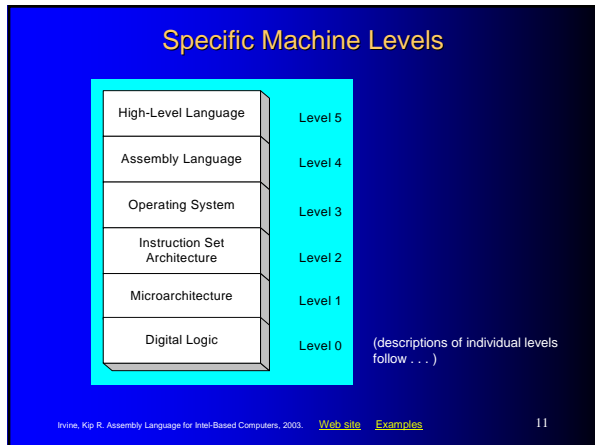 Specific Machine Levels
High-Level Language Level 5
Assembly Language Level 4
Operating System Level 3
Instruction Set
Architecture Level 2
Microarchitecture Level 1
Digital Logic Level 0
(descriptions of individual levels
follow . . . )
Irvine, Kip R. Assembly Language for Intel-Based Computers, 2003. Web site Examples 11